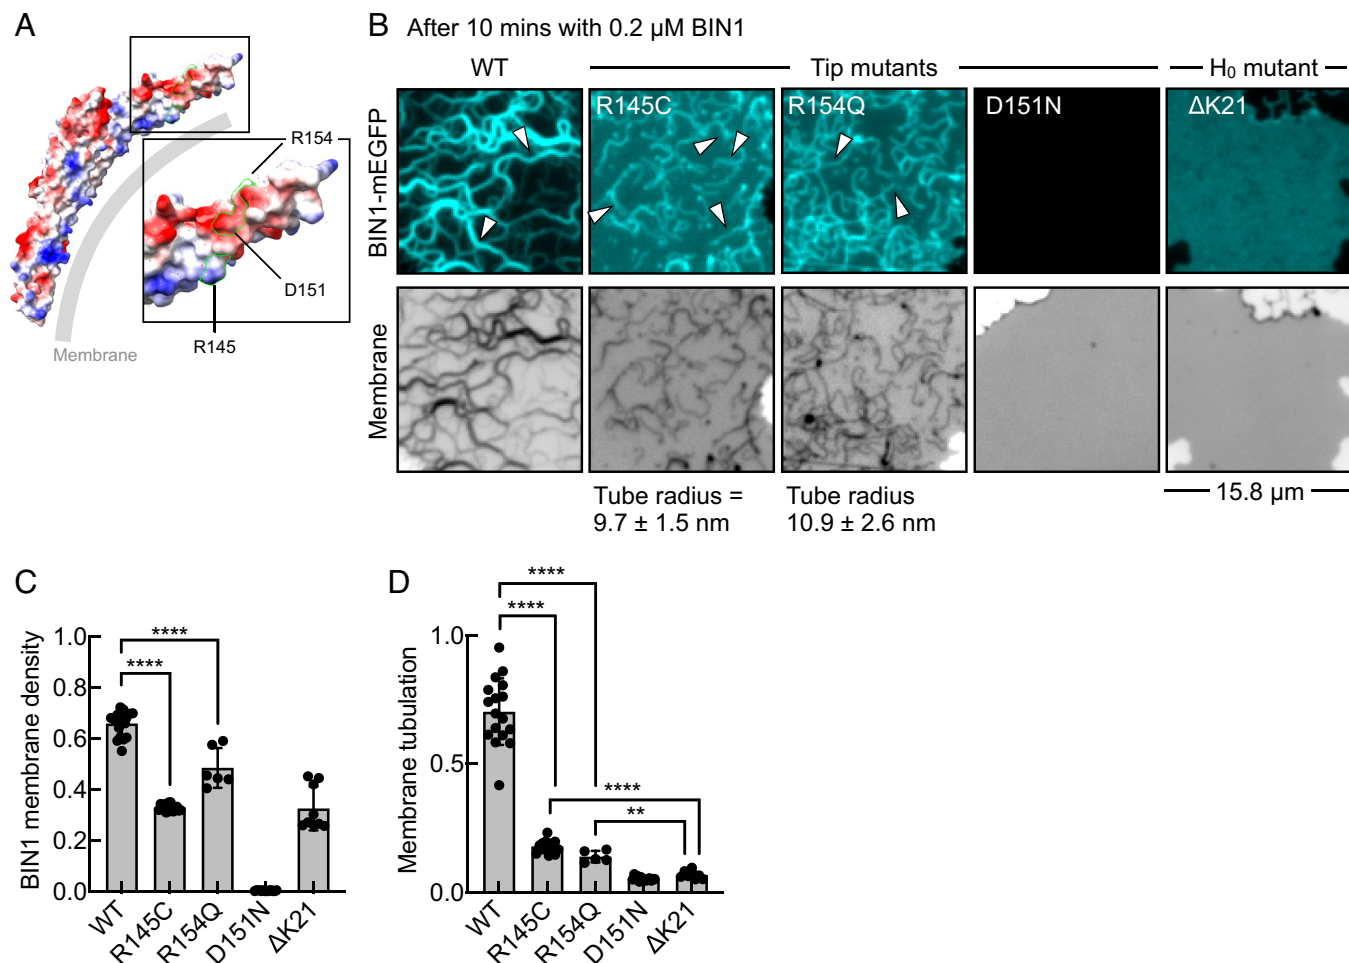 A
R154
D151
R145
Membrane
B After 10 mins with 0.2 µM BIN1
WT Tip mutants H₀ mutant
R145C R154Q D151N ΔK21
BIN1-mEGFP
Membrane
Tube radius = 
9.7 ± 1.5 nm
Tube radius
10.9 ± 2.6 nm
15.8 µm
C
BIN1 membrane density
1.0
0.8
0.6
0.4
0.2
0.0
****
****
WT R145C R154Q D151N ΔK21
D
Membrane tubulation
1.0
0.5
0.0
****
****
****
**
WT R145C R154Q D151N ΔK21